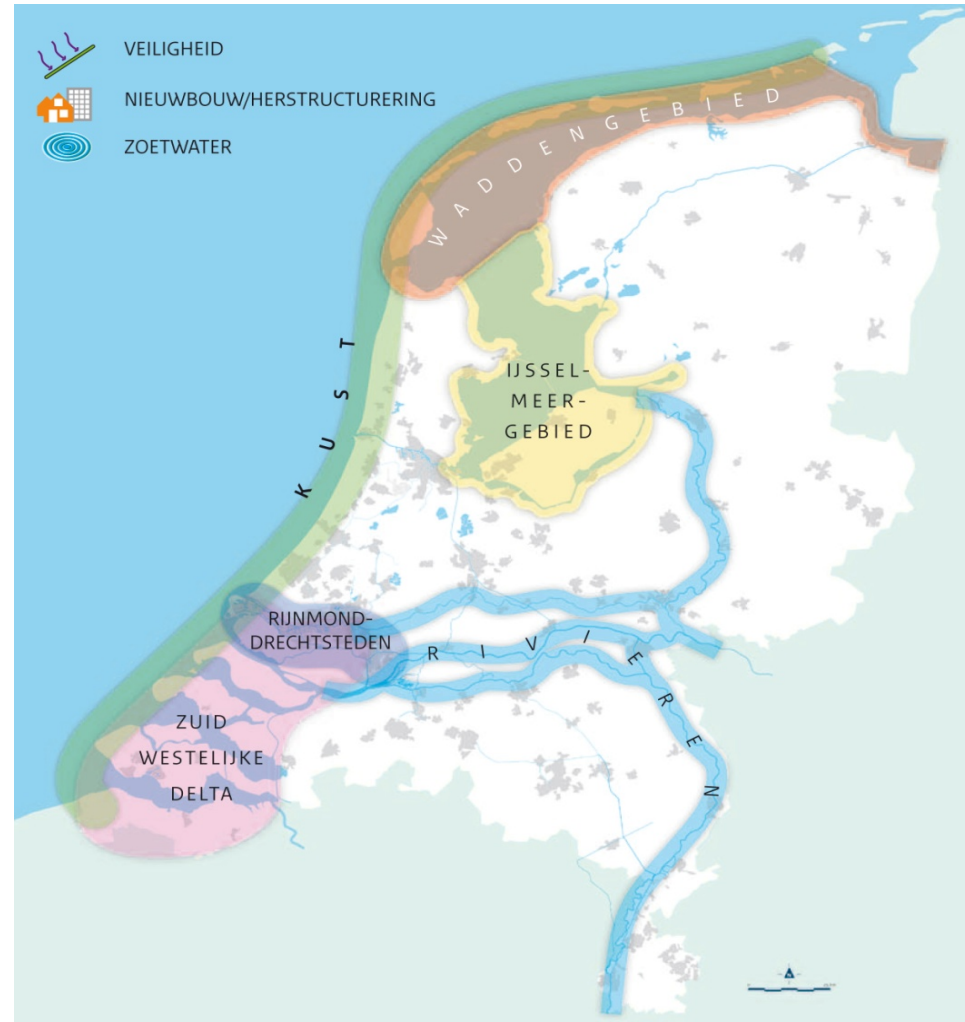 VEILIGHEID
NIEUWBOUW/HERSTRUCTURERING
ZOETWATER
WADDENGEBIED
KUST
IJSSEL-
MEER-
GEBIED
RIJNMOND-
DRECHTSTEDEN
RIVIEREN
ZUID
WESTELIJKE
DELTA